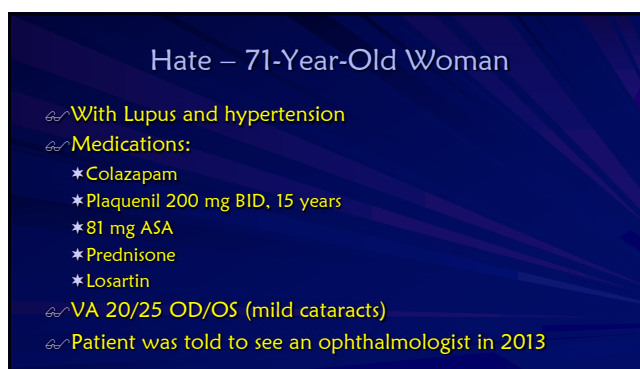 Hate – 71-Year-Old Woman
With Lupus and hypertension
Medications:
Colazapam
Plaquenil 200 mg BID, 15 years
81 mg ASA
Prednisone
Losartin
VA 20/25 OD/OS (mild cataracts)
Patient was told to see an ophthalmologist in 2013